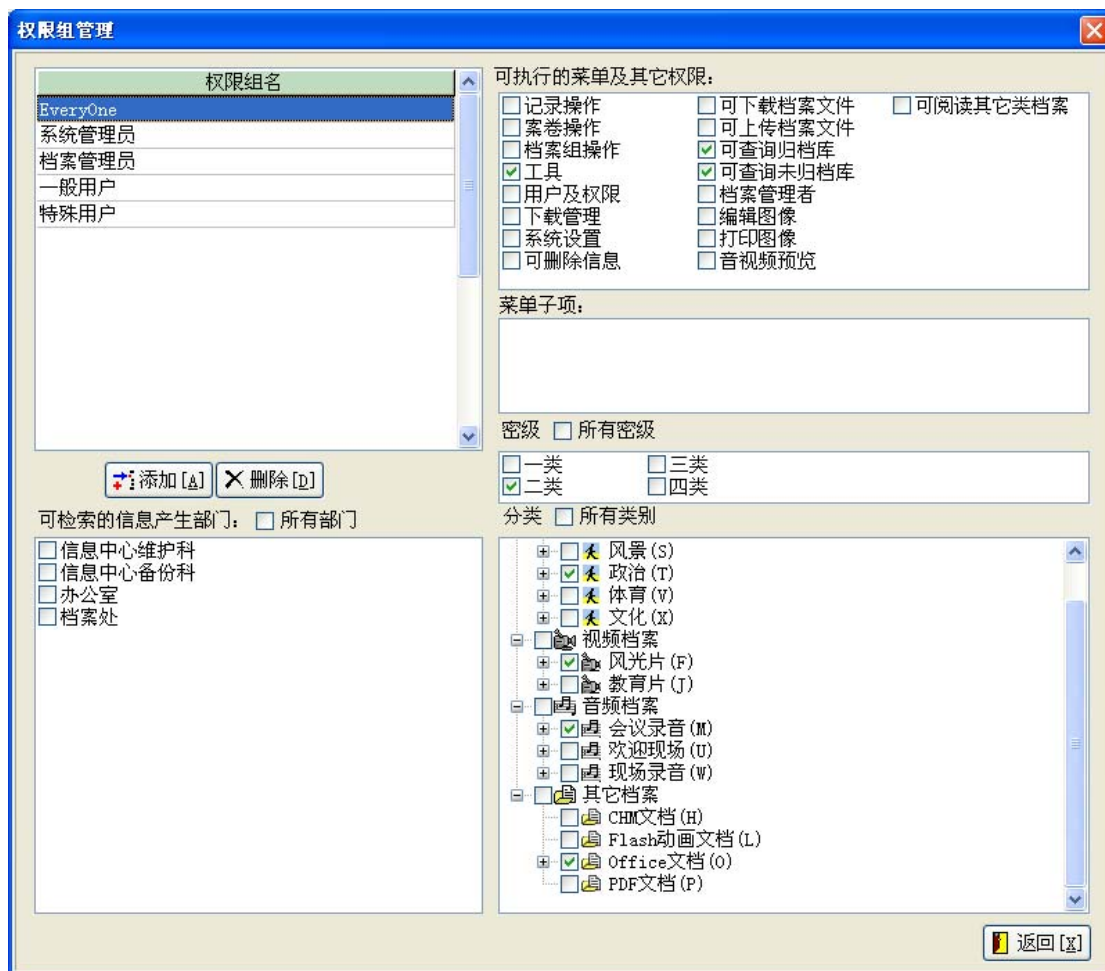 权限组管理
权限组名
EveryOne
系统管理员
档案管理员
一般用户
特殊用户
添加[A]
删除[D]
可执行的菜单及其它权限：
记录操作
案卷操作
档案组操作
工具
用户及权限
下载管理
系统设置
可删除信息
可下载档案文件
可上传档案文件
可查询归档库
可查询未归档库
档案管理者
编辑图像
打印图像
音视频预览
可阅读其它类档案
菜单子项：
密级 所有密级
一类 三类
二类 四类
可检索的信息产生部门： 所有部门
信息中心维护科
信息中心备份科
办公室
档案处
分类 所有类别
风景(S)
政治(T)
体育(V)
文化(X)
视频档案
风光片(F)
教育片(J)
音频档案
会议录音(M)
欢迎现场(U)
现场录音(W)
其它档案
CHM文档(H)
Flash动画文档(L)
Office文档(O)
PDF文档(P)
返回[X]